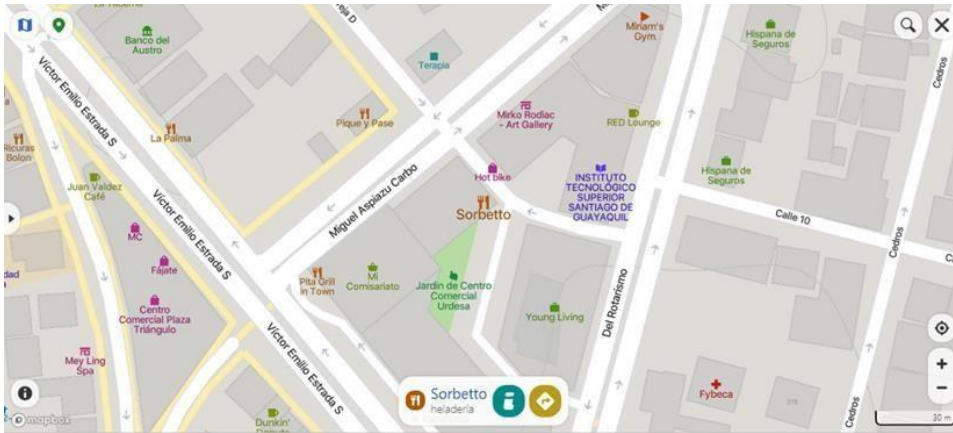 Banco del
Austro
Terapia
Miriam's
Gym
Hispana de
Seguros
Cedros
Víctor Emilio Estrada S
La Palma
Pique y Pase
Mirko Rodiac
- Art Gallery
RED Lounge
Ricuras
Bolon
Juan Valdez
Café
Miguel Aspiazu Carbo
Hot bike
INSTITUTO
TECNOLÓGICO
SUPERIOR
SANTIAGO DE
GUAYAQUIL
Hispana de
Seguros
Sorbetto
Calle 10
Víctor Emilio Estrada S
MC
Fájate
Centro
Comercial Plaza
Triángulo
Pita Grill
in Town
Mi
Comisariato
Jardin de Centro
Comercial
Urdesa
Young Living
Del Rotarismo
Cedros
Mey Ling
Spa
Víctor Emilio Estrada S
Fybeca
Cedros
Dunkin'
Sorbetto
heladería
mapbox
30 m